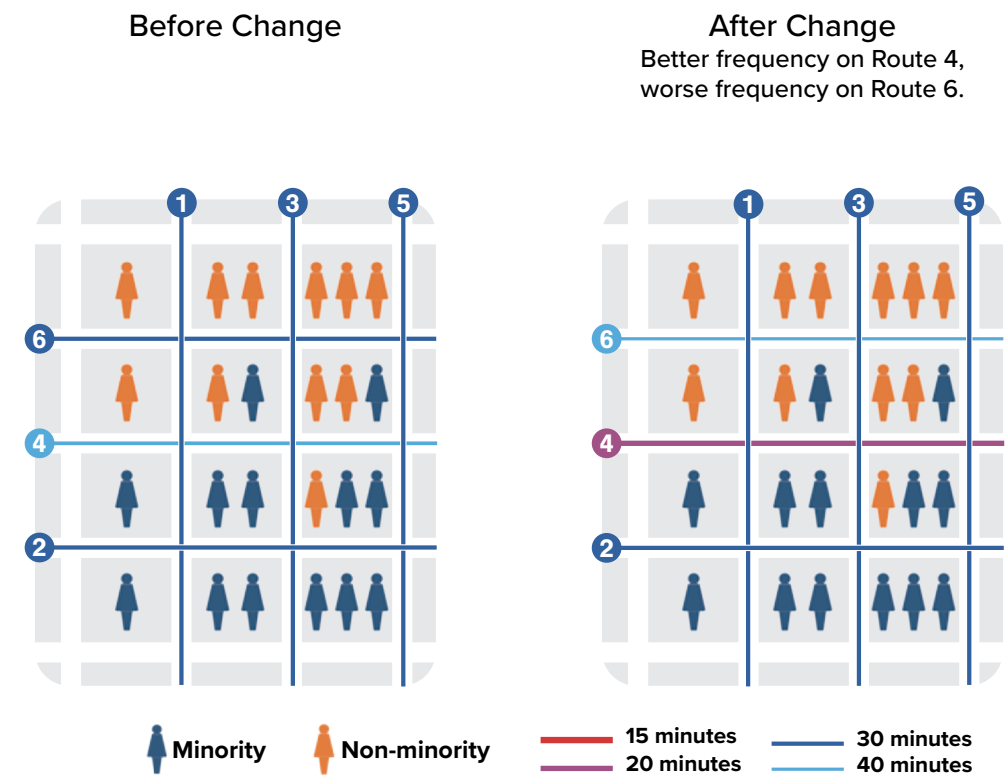 Before Change
After Change
Better frequency on Route 4,
worse frequency on Route 6.
1 3 5
6
4
2
1 3 5
6
4
2
Minority
Non-minority
15 minutes
20 minutes
30 minutes
40 minutes